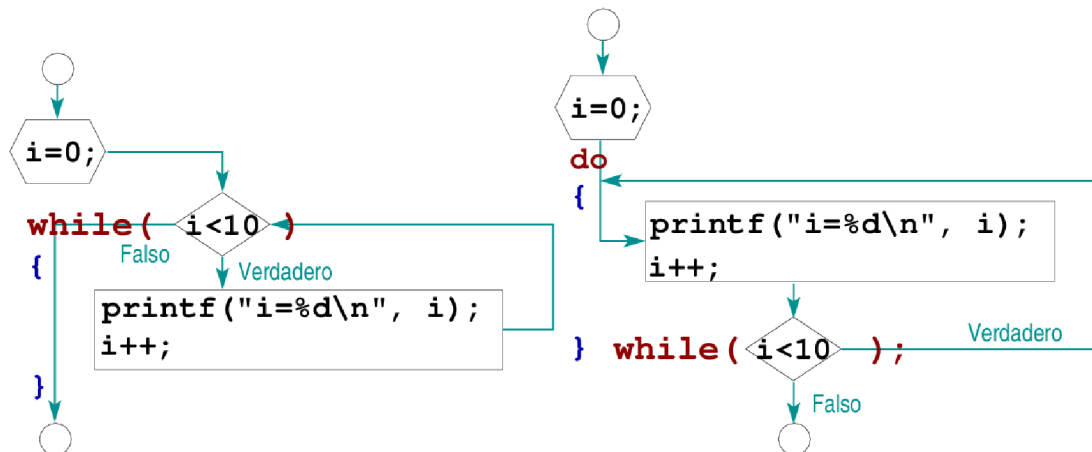 i=0;
while( i<10 )
Falso
{
Verdadero
printf("i=%d\n", i);
i++;
}
i=0;
do
{
printf("i=%d\n", i);
i++;
} while( i<10 );
Verdadero
Falso